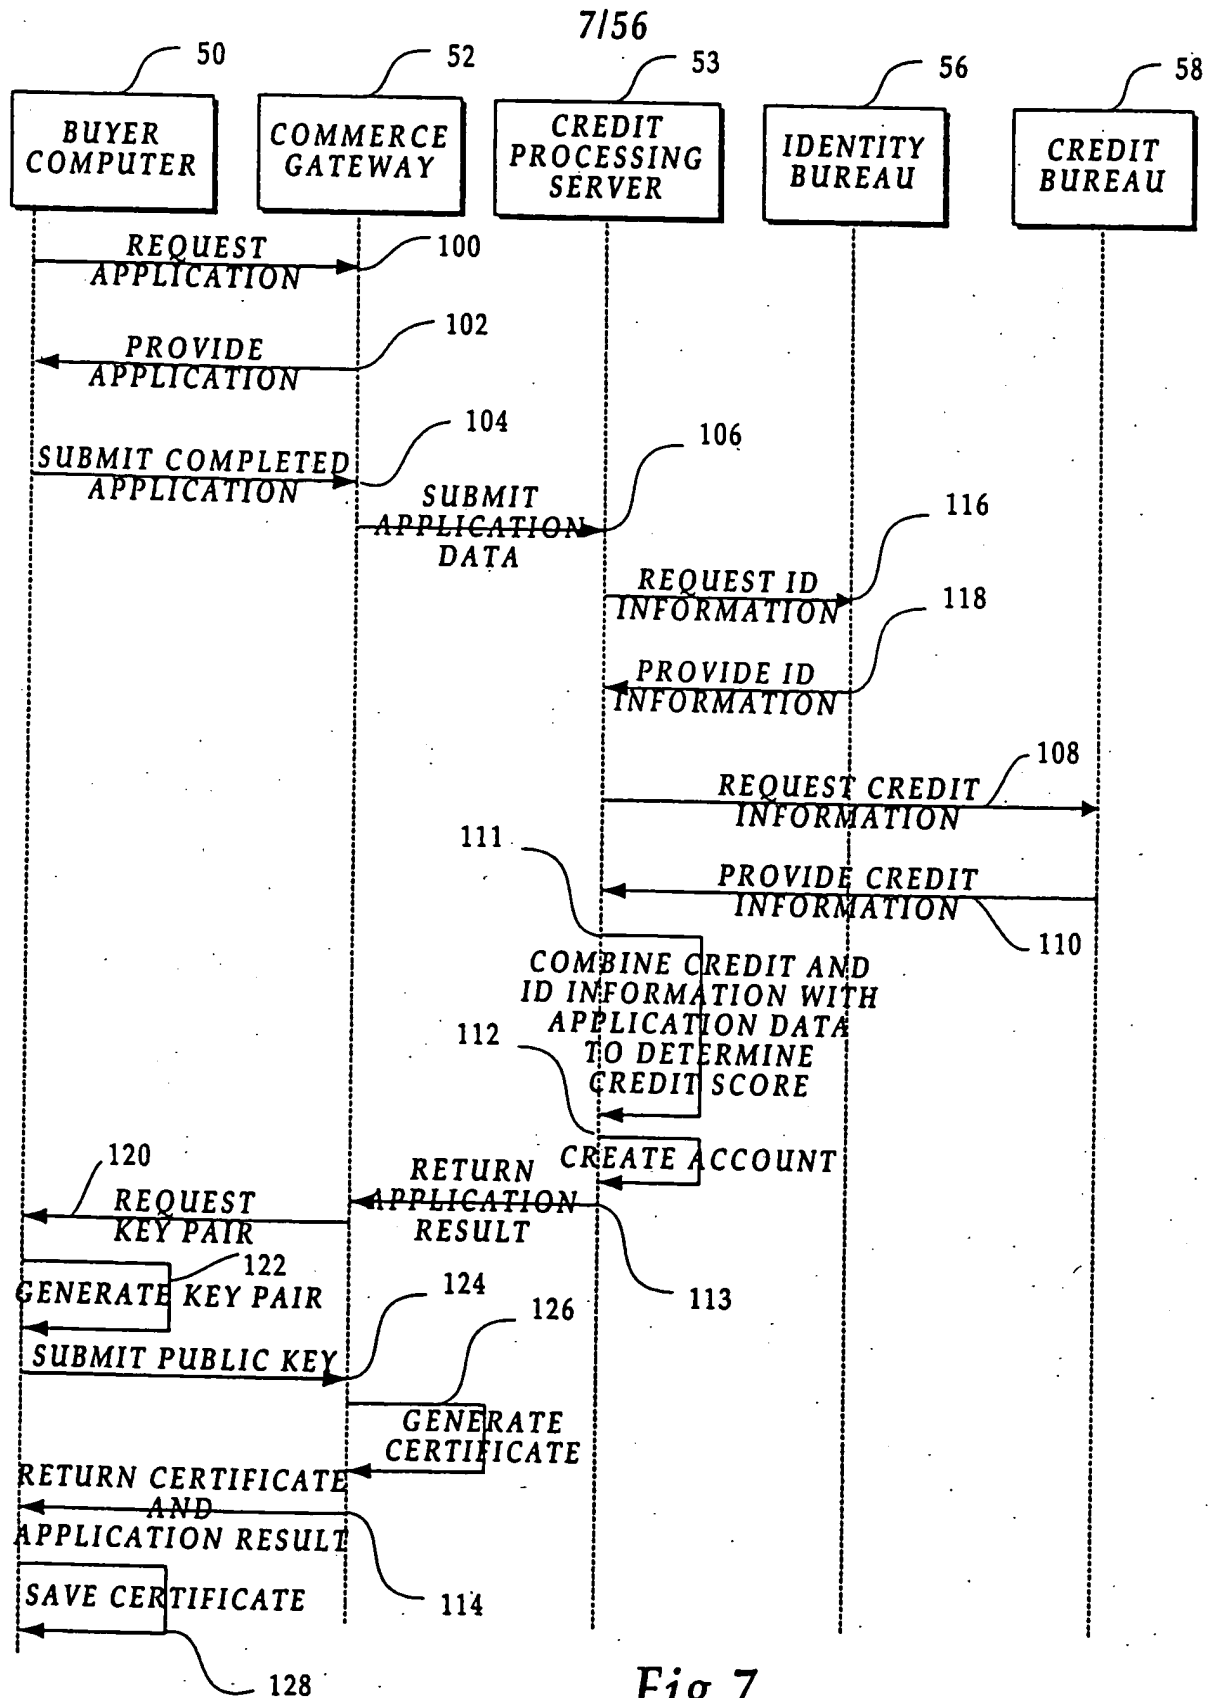 7/56
50
52
53
56
58
BUYER
COMPUTER
COMMERCE
GATEWAY
CREDIT
PROCESSING
SERVER
IDENTITY
BUREAU
CREDIT
BUREAU
REQUEST
APPLICATION
100
PROVIDE
APPLICATION
102
SUBMIT COMPLETED
APPLICATION
104
SUBMIT
APPLICATION
DATA
106
REQUEST ID
INFORMATION
116
PROVIDE ID
INFORMATION
118
REQUEST CREDIT
INFORMATION
108
PROVIDE CREDIT
INFORMATION
110
111
COMBINE CREDIT AND
ID INFORMATION WITH
APPLICATION DATA
TO DETERMINE
CREDIT SCORE
112
CREATE ACCOUNT
RETURN
APPLICATION
RESULT
113
120
REQUEST
KEY PAIR
122
GENERATE KEY PAIR
124
SUBMIT PUBLIC KEY
126
GENERATE
CERTIFICATE
RETURN CERTIFICATE
AND
APPLICATION RESULT
114
SAVE CERTIFICATE
128
Fig 7